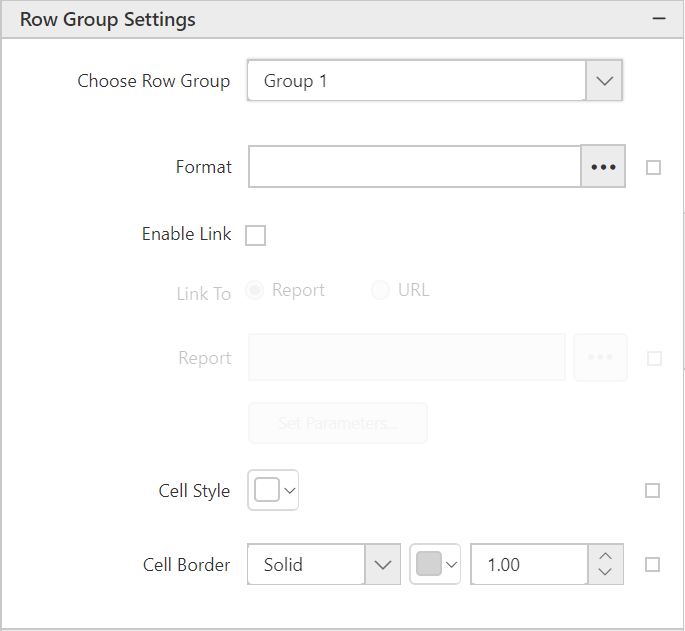 Row Group Settings
Choose Row Group Group 1
Format
Enable Link
Link To Report URL
Report
Set Parameters...
Cell Style
Cell Border Solid 1.00